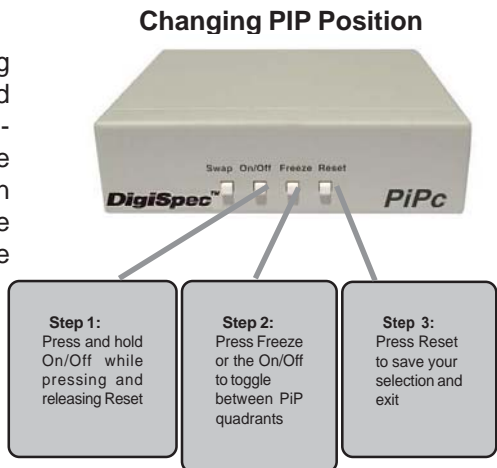 Changing PIP Position
g
d
-
e
n
e
e
Swap On/Off Freeze Reset
DigiSpec™ PiPc
Step 1:
Press and hold
On/Off while
pressing and
releasing Reset
Step 2:
Press Freeze
or the On/Off
to toggle
between PiP
quadrants
Step 3:
Press Reset
to save your
selection and
exit